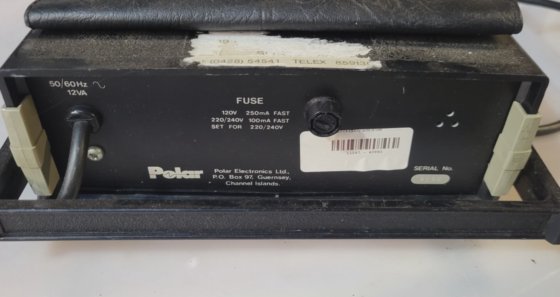 (0428) 54541 TELEX
50/60Hz
12VA
FUSE
120V 250mA FAST
220/240V 100mA FAST
SET FOR 220/240V
SERIAL No.
Polar
Polar Electronics Ltd.,
P.O. Box 97, Guernsey,
Channel Islands.